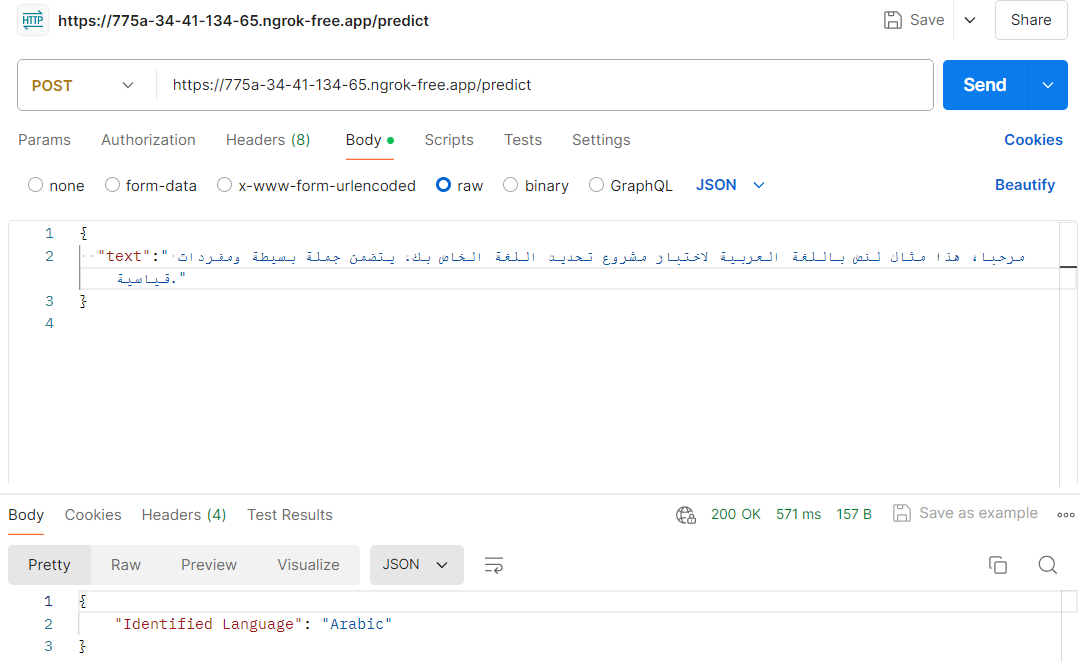 HTTP https://775a-34-41-134-65.ngrok-free.app/predict Save Share
POST https://775a-34-41-134-65.ngrok-free.app/predict Send
Params Authorization Headers (8) Body Scripts Tests Settings Cookies
none form-data x-www-form-urlencoded raw binary GraphQL JSON Beautify
1 {
2 "text":" مرحبا، هذا مثال لنص باللغة العربية لاختبار مشروع تحديد اللغة الخاص بك. يتضمن جملة بسيطة ومفردات
قياسية."
3 }
4
Body Cookies Headers (4) Test Results 200 OK 571 ms 157 B Save as example
Pretty Raw Preview Visualize JSON
1 {
2 "Identified Language": "Arabic"
3 }